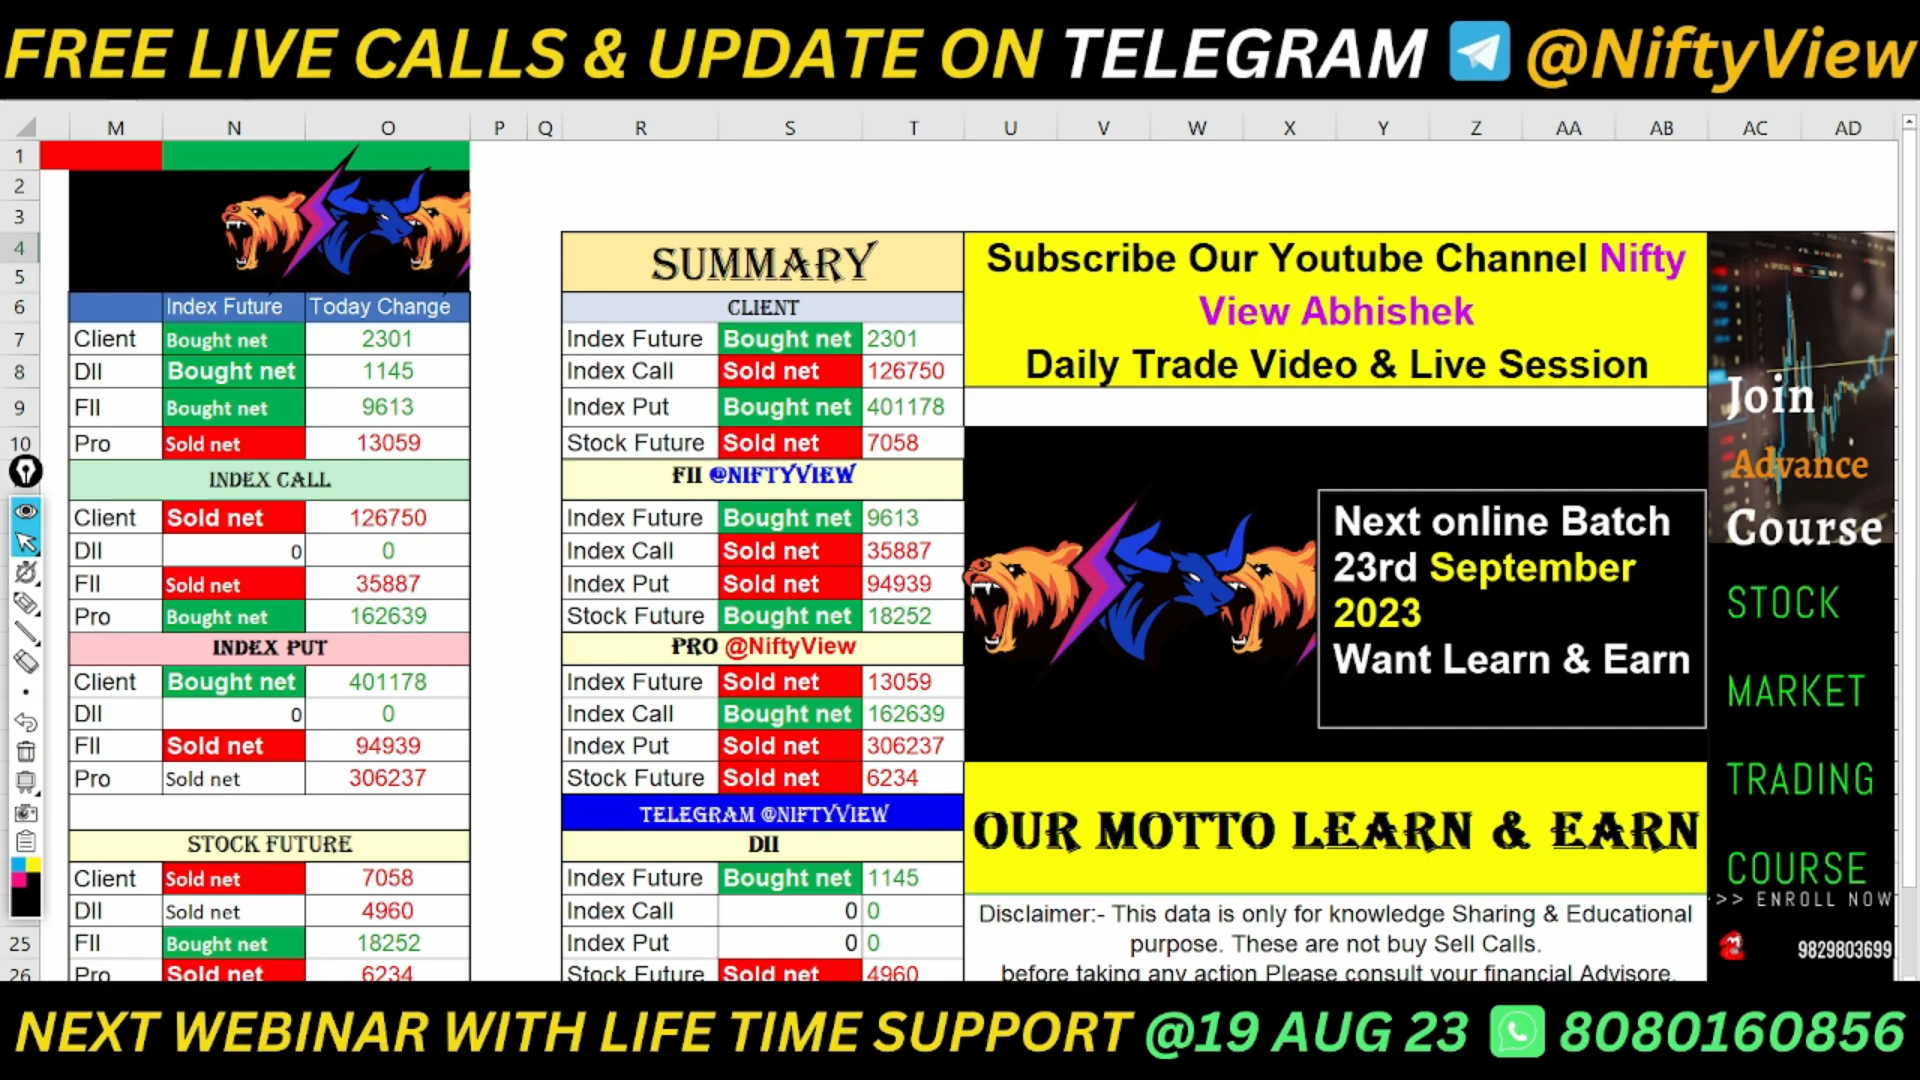 FREE LIVE CALLS & UPDATE ON TELEGRAM @NiftyView
M N O P Q R S T U V W X Y Z AA AB AC AD
1
2
3
4
5
6
7
8
9
10
25
26
Index Future Today Change
Client Bought net 2301
DII Bought net 1145
FII Bought net 9613
Pro Sold net 13059
INDEX CALL
Client Sold net 126750
DII 0 0
FII Sold net 35887
Pro Bought net 162639
INDEX PUT
Client Bought net 401178
DII 0 0
FII Sold net 94939
Pro Sold net 306237
STOCK FUTURE
Client Sold net 7058
DII Sold net 4960
FII Bought net 18252
Pro Sold net 6234
SUMMARY
CLIENT
Index Future Bought net 2301
Index Call Sold net 126750
Index Put Bought net 401178
Stock Future Sold net 7058
FII @NIFTYVIEW
Index Future Bought net 9613
Index Call Sold net 35887
Index Put Sold net 94939
Stock Future Bought net 18252
PRO @NiftyView
Index Future Sold net 13059
Index Call Bought net 162639
Index Put Sold net 306237
Stock Future Sold net 6234
TELEGRAM @NIFTYVIEW
DII
Index Future Bought net 1145
Index Call 0 0
Index Put 0 0
Stock Future Sold net 4960
Subscribe Our Youtube Channel Nifty
View Abhishek
Daily Trade Video & Live Session
Next online Batch
23rd September
2023
Want Learn & Earn
OUR MOTTO LEARN & EARN
Disclaimer:- This data is only for knowledge Sharing & Educational
purpose. These are not buy Sell Calls.
before taking any action Please consult your financial Advisore.
Join
Advance
Course
STOCK
MARKET
TRADING
COURSE
>> ENROLL NOW
9829803699
NEXT WEBINAR WITH LIFE TIME SUPPORT @19 AUG 23 8080160856